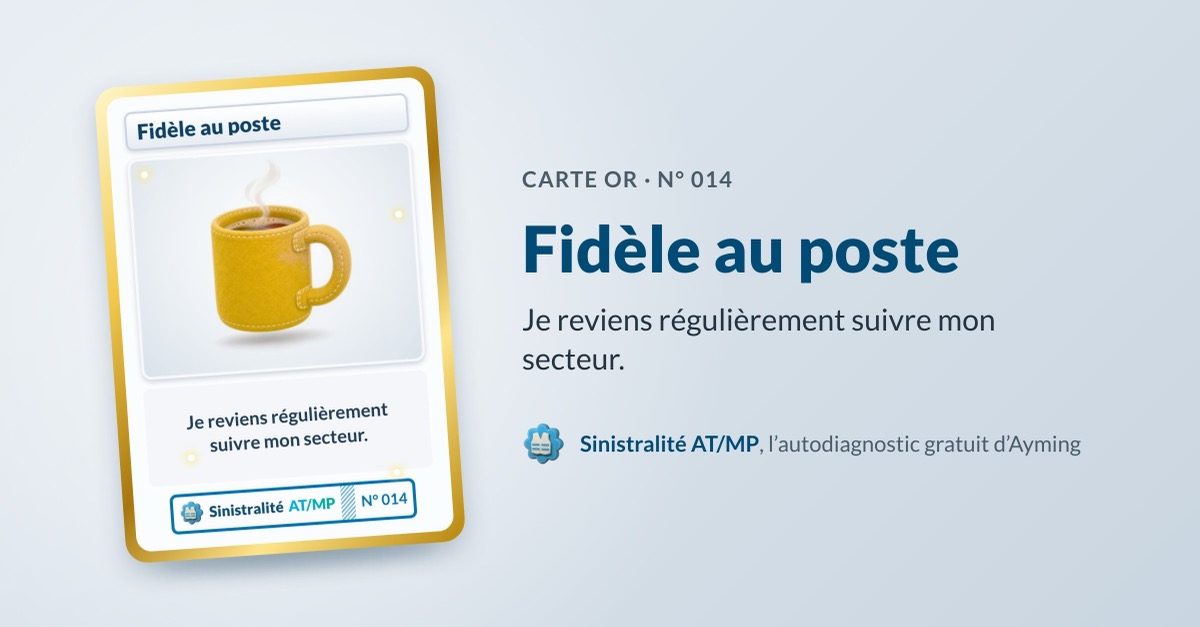 Fidèle au poste
Je reviens régulièrement
suivre mon secteur.
Sinistralité AT/MP N° 014
CARTE OR · N° 014
Fidèle au poste
Je reviens régulièrement suivre mon
secteur.
Sinistralité AT/MP, l’autodiagnostic gratuit d’Ayming